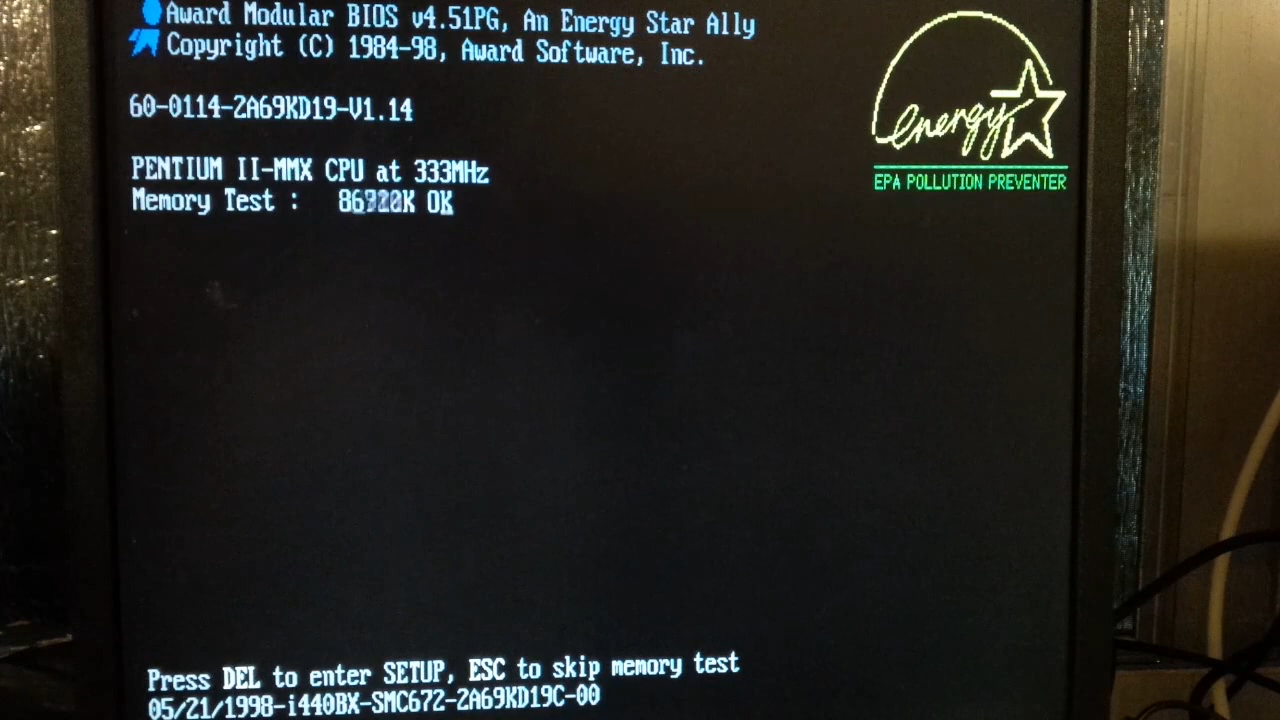 Award Modular BIOS v4.51PG, An Energy Star Ally
Copyright (C) 1984-98, Award Software, Inc.
energy
EPA POLLUTION PREVENTER
60-0114-2A69KD19-V1.14
PENTIUM II-MMX CPU at 333MHz
Memory Test : OK
Press DEL to enter SETUP, ESC to skip memory test
05/21/1998-i440BX-SMC672-2A69KD19C-00